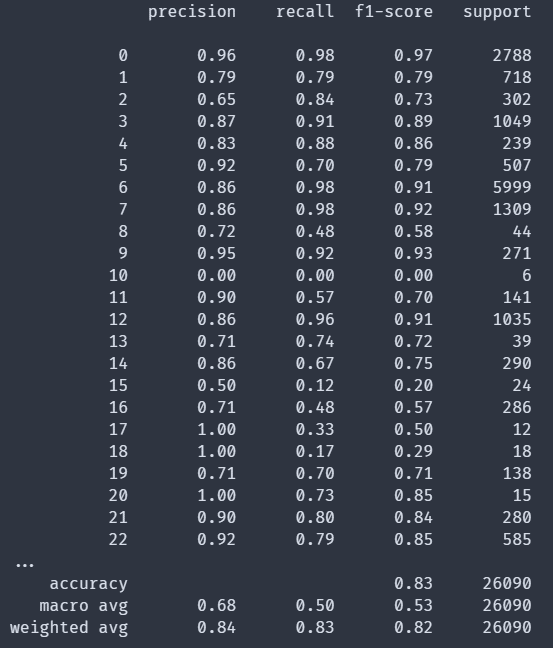 precision recall f1-score support
0 0.96 0.98 0.97 2788
1 0.79 0.79 0.79 718
2 0.65 0.84 0.73 302
3 0.87 0.91 0.89 1049
4 0.83 0.88 0.86 239
5 0.92 0.70 0.79 507
6 0.86 0.98 0.91 5999
7 0.86 0.98 0.92 1309
8 0.72 0.48 0.58 44
9 0.95 0.92 0.93 271
10 0.00 0.00 0.00 6
11 0.90 0.57 0.70 141
12 0.86 0.96 0.91 1035
13 0.71 0.74 0.72 39
14 0.86 0.67 0.75 290
15 0.50 0.12 0.20 24
16 0.71 0.48 0.57 286
17 1.00 0.33 0.50 12
18 1.00 0.17 0.29 18
19 0.71 0.70 0.71 138
20 1.00 0.73 0.85 15
21 0.90 0.80 0.84 280
22 0.92 0.79 0.85 585
...
accuracy 0.83 26090
macro avg 0.68 0.50 0.53 26090
weighted avg 0.84 0.83 0.82 26090